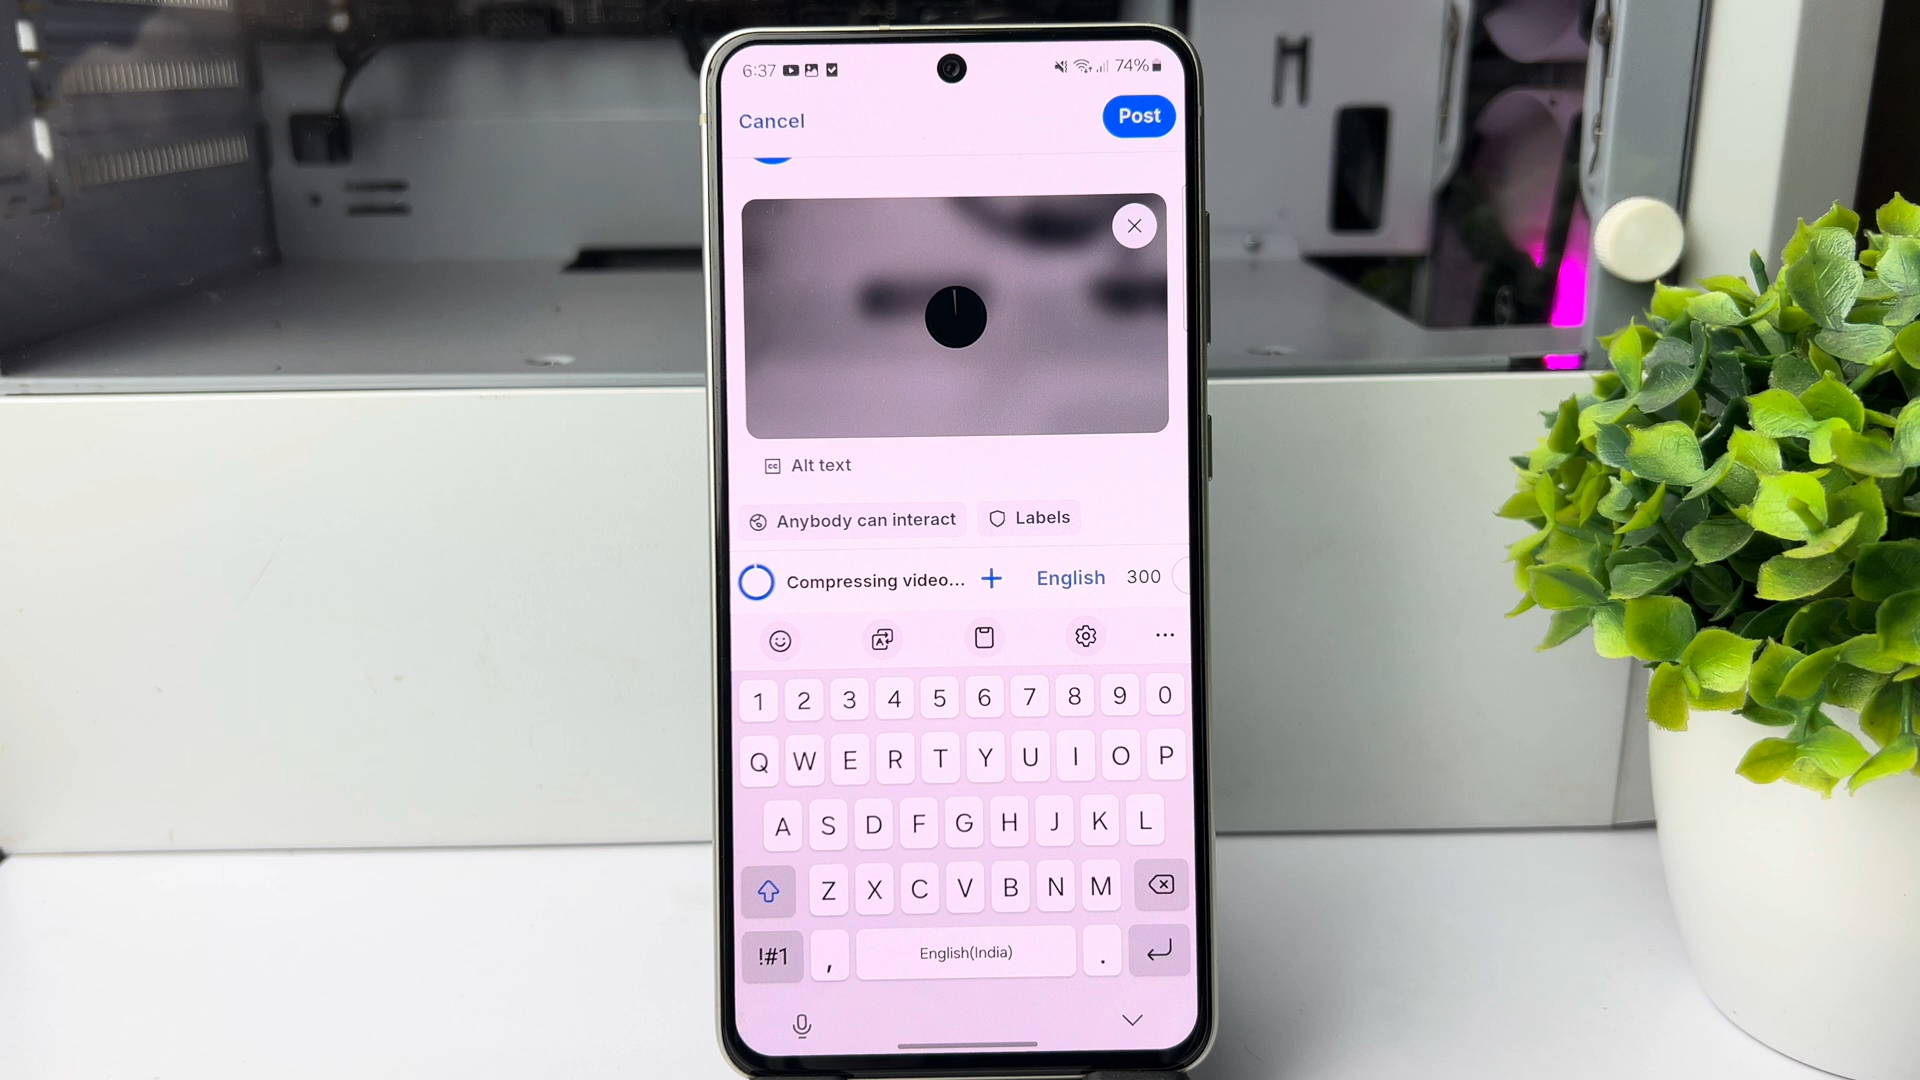 6:37 74%
Cancel Post
Alt text
Anybody can interact Labels
Compressing video... English 300
1 2 3 4 5 6 7 8 9 0
Q W E R T Y U I O P
A S D F G H J K L
Z X C V B N M
!#1 , English(India) .